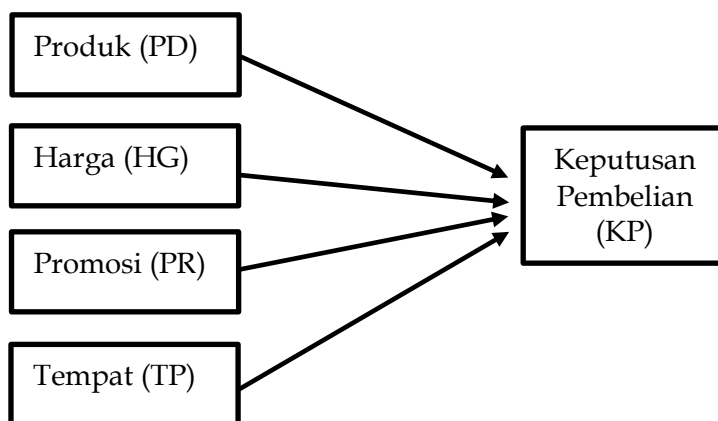 Produk (PD)
Harga (HG)
Promosi (PR)
Tempat (TP)
Keputusan
Pembelian
(KP)